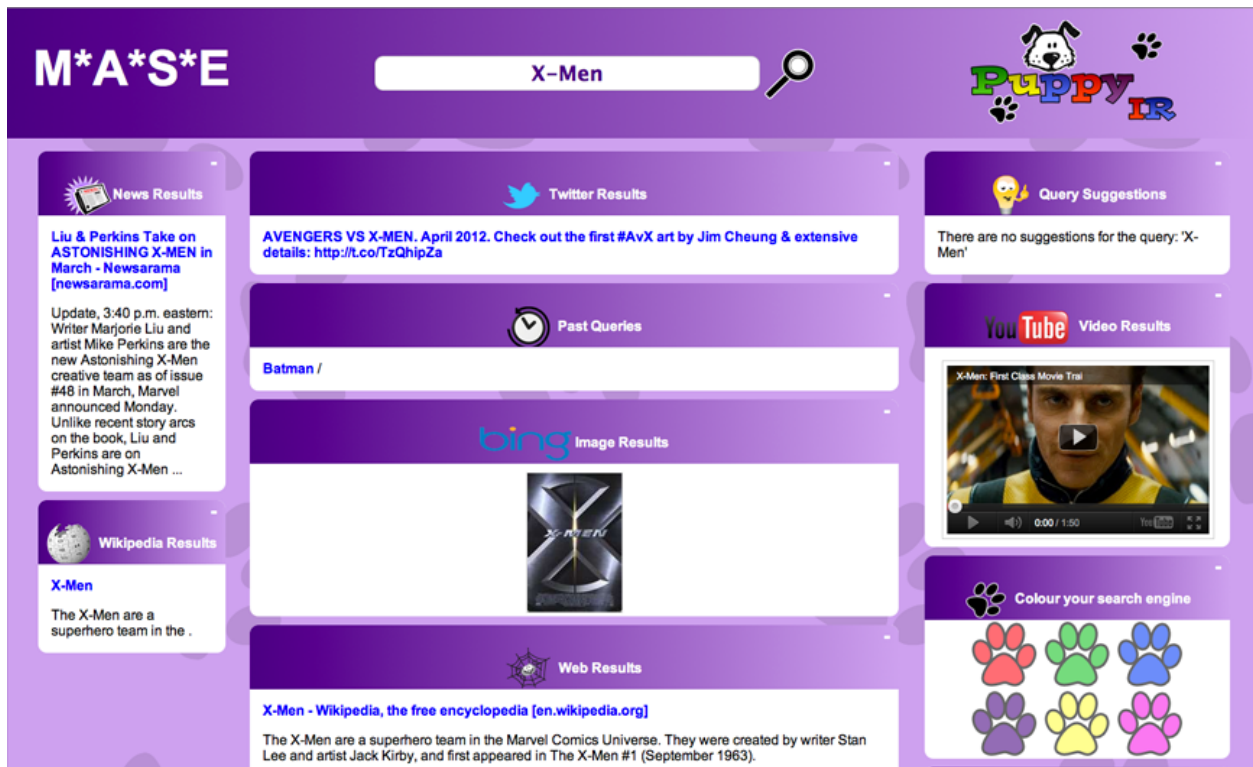 M*A*S*E
X-Men
Puppy
IR
News Results
Liu & Perkins Take on
ASTONISHING X-MEN in
March - Newsarama
[newsarama.com]
Update, 3:40 p.m. eastern:
Writer Marjorie Liu and
artist Mike Perkins are the
new Astonishing X-Men
creative team as of issue
#48 in March, Marvel
announced Monday.
Unlike recent story arcs
on the book, Liu and
Perkins are on
Astonishing X-Men ...
Wikipedia Results
X-Men
The X-Men are a
superhero team in the .
Twitter Results
AVENGERS VS X-MEN. April 2012. Check out the first #AvX art by Jim Cheung & extensive
details: http://t.co/TzQhipZa
Past Queries
Batman /
bing Image Results
X-MEN
Web Results
X-Men - Wikipedia, the free encyclopedia [en.wikipedia.org]
The X-Men are a superhero team in the Marvel Comics Universe. They were created by writer Stan
Lee and artist Jack Kirby, and first appeared in The X-Men #1 (September 1963).
Query Suggestions
There are no suggestions for the query: 'X-
Men'
YouTube Video Results
X-Men: First Class Movie Trai
0:00 / 1:50 YouTube
Colour your search engine